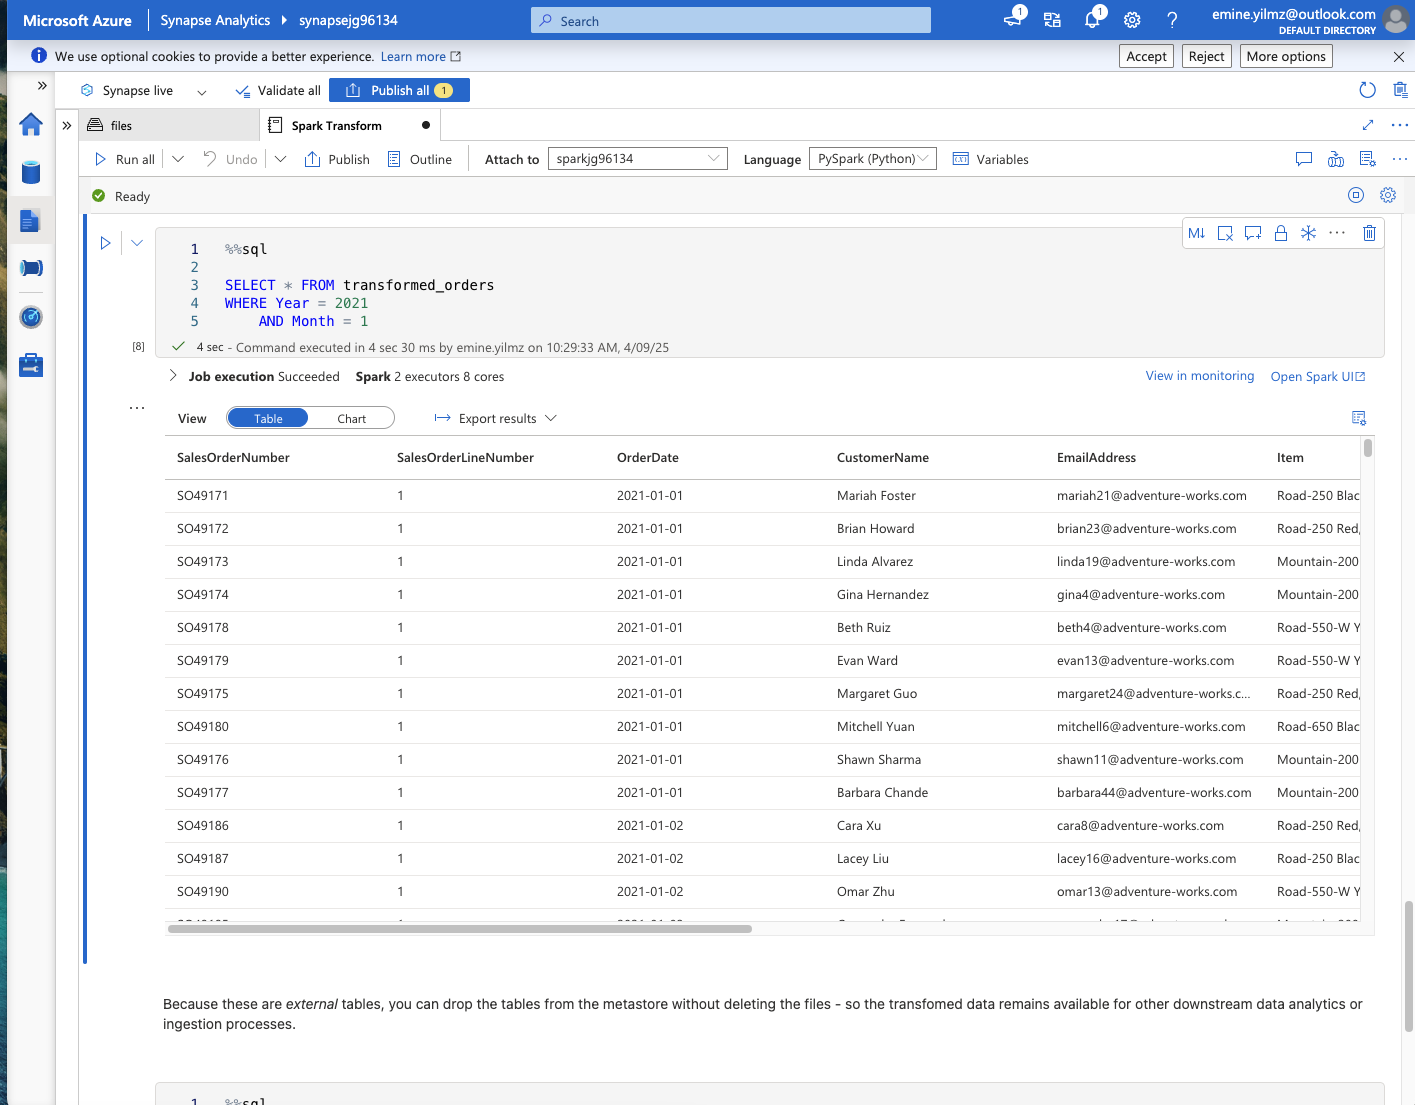 Microsoft Azure Synapse Analytics synapsejg96134 Search 1 1 emine.yilmz@outlook.com
DEFAULT DIRECTORY
We use optional cookies to provide a better experience. Learn more Accept Reject More options
Synapse live Validate all Publish all 1
files Spark Transform
Run all Undo Publish Outline Attach to sparkjg96134 Language PySpark (Python) Variables
Ready
M↓
1 %%sql
2
3 SELECT * FROM transformed_orders
4 WHERE Year = 2021
5 AND Month = 1
[8] 4 sec - Command executed in 4 sec 30 ms by emine.yilmz on 10:29:33 AM, 4/09/25
Job execution Succeeded Spark 2 executors 8 cores View in monitoring Open Spark UI
View Table Chart Export results
SalesOrderNumber SalesOrderLineNumber OrderDate CustomerName EmailAddress Item
SO49171 1 2021-01-01 Mariah Foster mariah21@adventure-works.com Road-250 Blac
SO49172 1 2021-01-01 Brian Howard brian23@adventure-works.com Road-250 Red,
SO49173 1 2021-01-01 Linda Alvarez linda19@adventure-works.com Mountain-200
SO49174 1 2021-01-01 Gina Hernandez gina4@adventure-works.com Mountain-200
SO49178 1 2021-01-01 Beth Ruiz beth4@adventure-works.com Road-550-W Y
SO49179 1 2021-01-01 Evan Ward evan13@adventure-works.com Road-550-W Y
SO49175 1 2021-01-01 Margaret Guo margaret24@adventure-works.c... Road-250 Red,
SO49180 1 2021-01-01 Mitchell Yuan mitchell6@adventure-works.com Road-650 Blac
SO49176 1 2021-01-01 Shawn Sharma shawn11@adventure-works.com Mountain-200
SO49177 1 2021-01-01 Barbara Chande barbara44@adventure-works.com Mountain-200
SO49186 1 2021-01-02 Cara Xu cara8@adventure-works.com Road-250 Red,
SO49187 1 2021-01-02 Lacey Liu lacey16@adventure-works.com Road-250 Blac
SO49190 1 2021-01-02 Omar Zhu omar13@adventure-works.com Road-550-W Y
Because these are external tables, you can drop the tables from the metastore without deleting the files - so the transfomed data remains available for other downstream data analytics or
ingestion processes.
1 %%sql